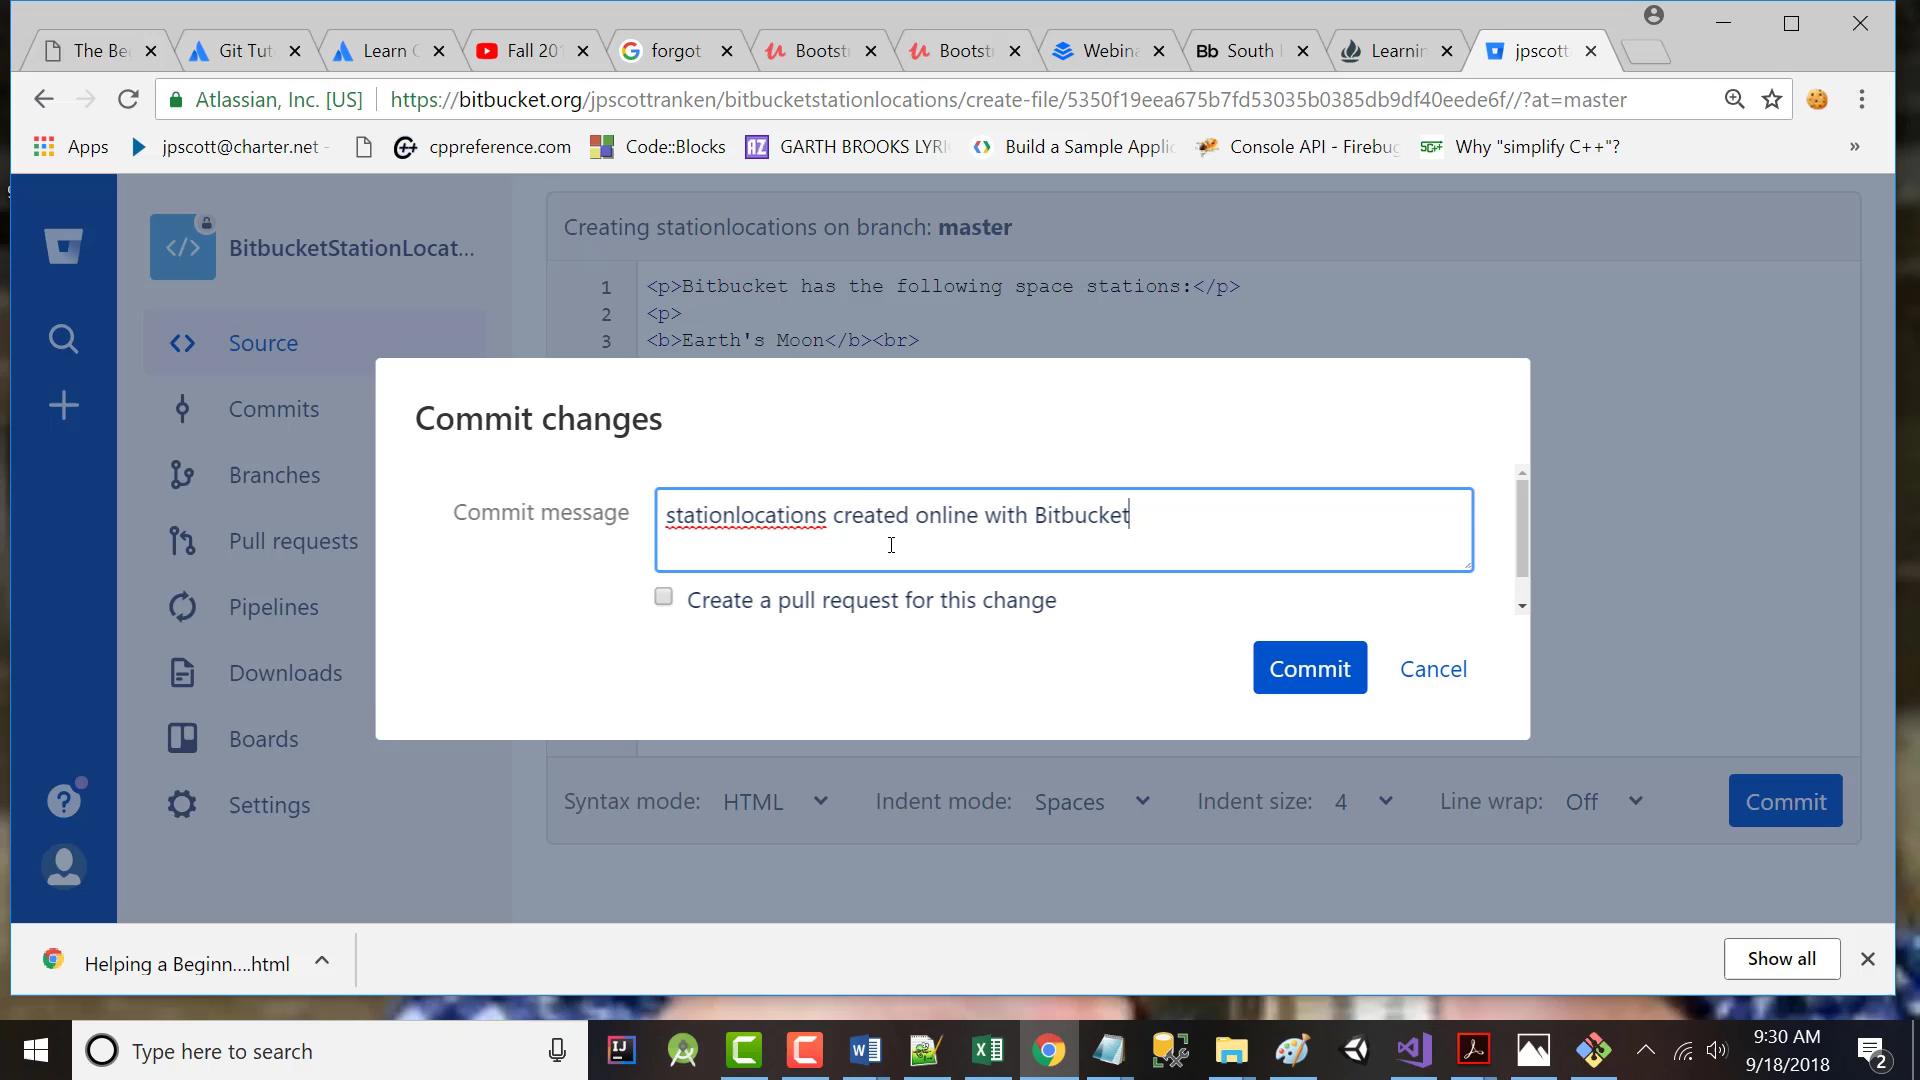 The Be
Git Tut
Learn
Fall 20
forgot
Bootst
Bootst
Webina
Bb South
Learnin
jpscott
Atlassian, Inc. [US]
https://bitbucket.org/jpscottranken/bitbucketstationlocations/create-file/5350f19eea675b7fd53035b0385db9df40eede6f//?at=master
Apps
jpscott@charter.net -
cppreference.com
Code::Blocks
AZ GARTH BROOKS LYRI
Build a Sample Applic
Console API - Firebug
Why "simplify C++"?
»
BitbucketStationLocat...
Source
Commits
Branches
Pull requests
Pipelines
Downloads
Boards
Settings
Creating stationlocations on branch: master
1 <p>Bitbucket has the following space stations:</p>
2 <p>
3 <b>Earth's Moon</b><br>
Commit changes
Commit message
stationlocations created online with Bitbucket
Create a pull request for this change
Commit
Cancel
Syntax mode: HTML
Indent mode: Spaces
Indent size: 4
Line wrap: Off
Commit
Helping a Beginn....html
Show all
Type here to search
9:30 AM
9/18/2018
2